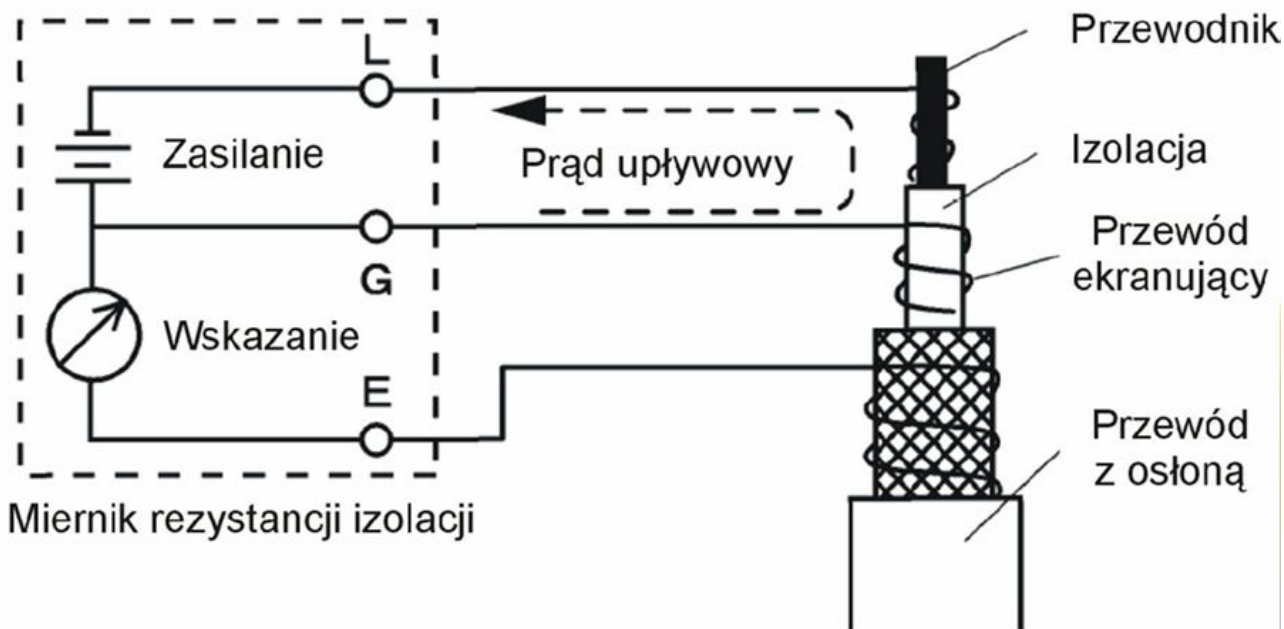 L
Przewodnik
Zasilanie
Prąd upływowy
Izolacja
G
Przewód
ekranujący
Wskazanie
E
Przewód
z osłoną
Miernik rezystancji izolacji